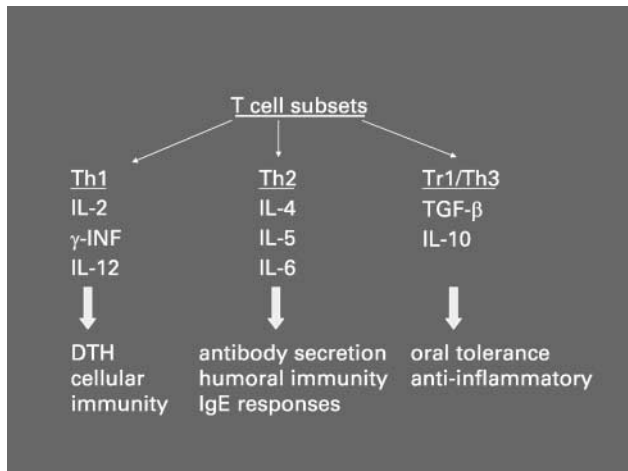 T cell subsets
Th1
IL-2
γ-INF
IL-12
DTH
cellular
immunity
Th2
IL-4
IL-5
IL-6
antibody secretion
humoral immunity
IgE responses
Tr1/Th3
TGF-β
IL-10
oral tolerance
anti-inflammatory